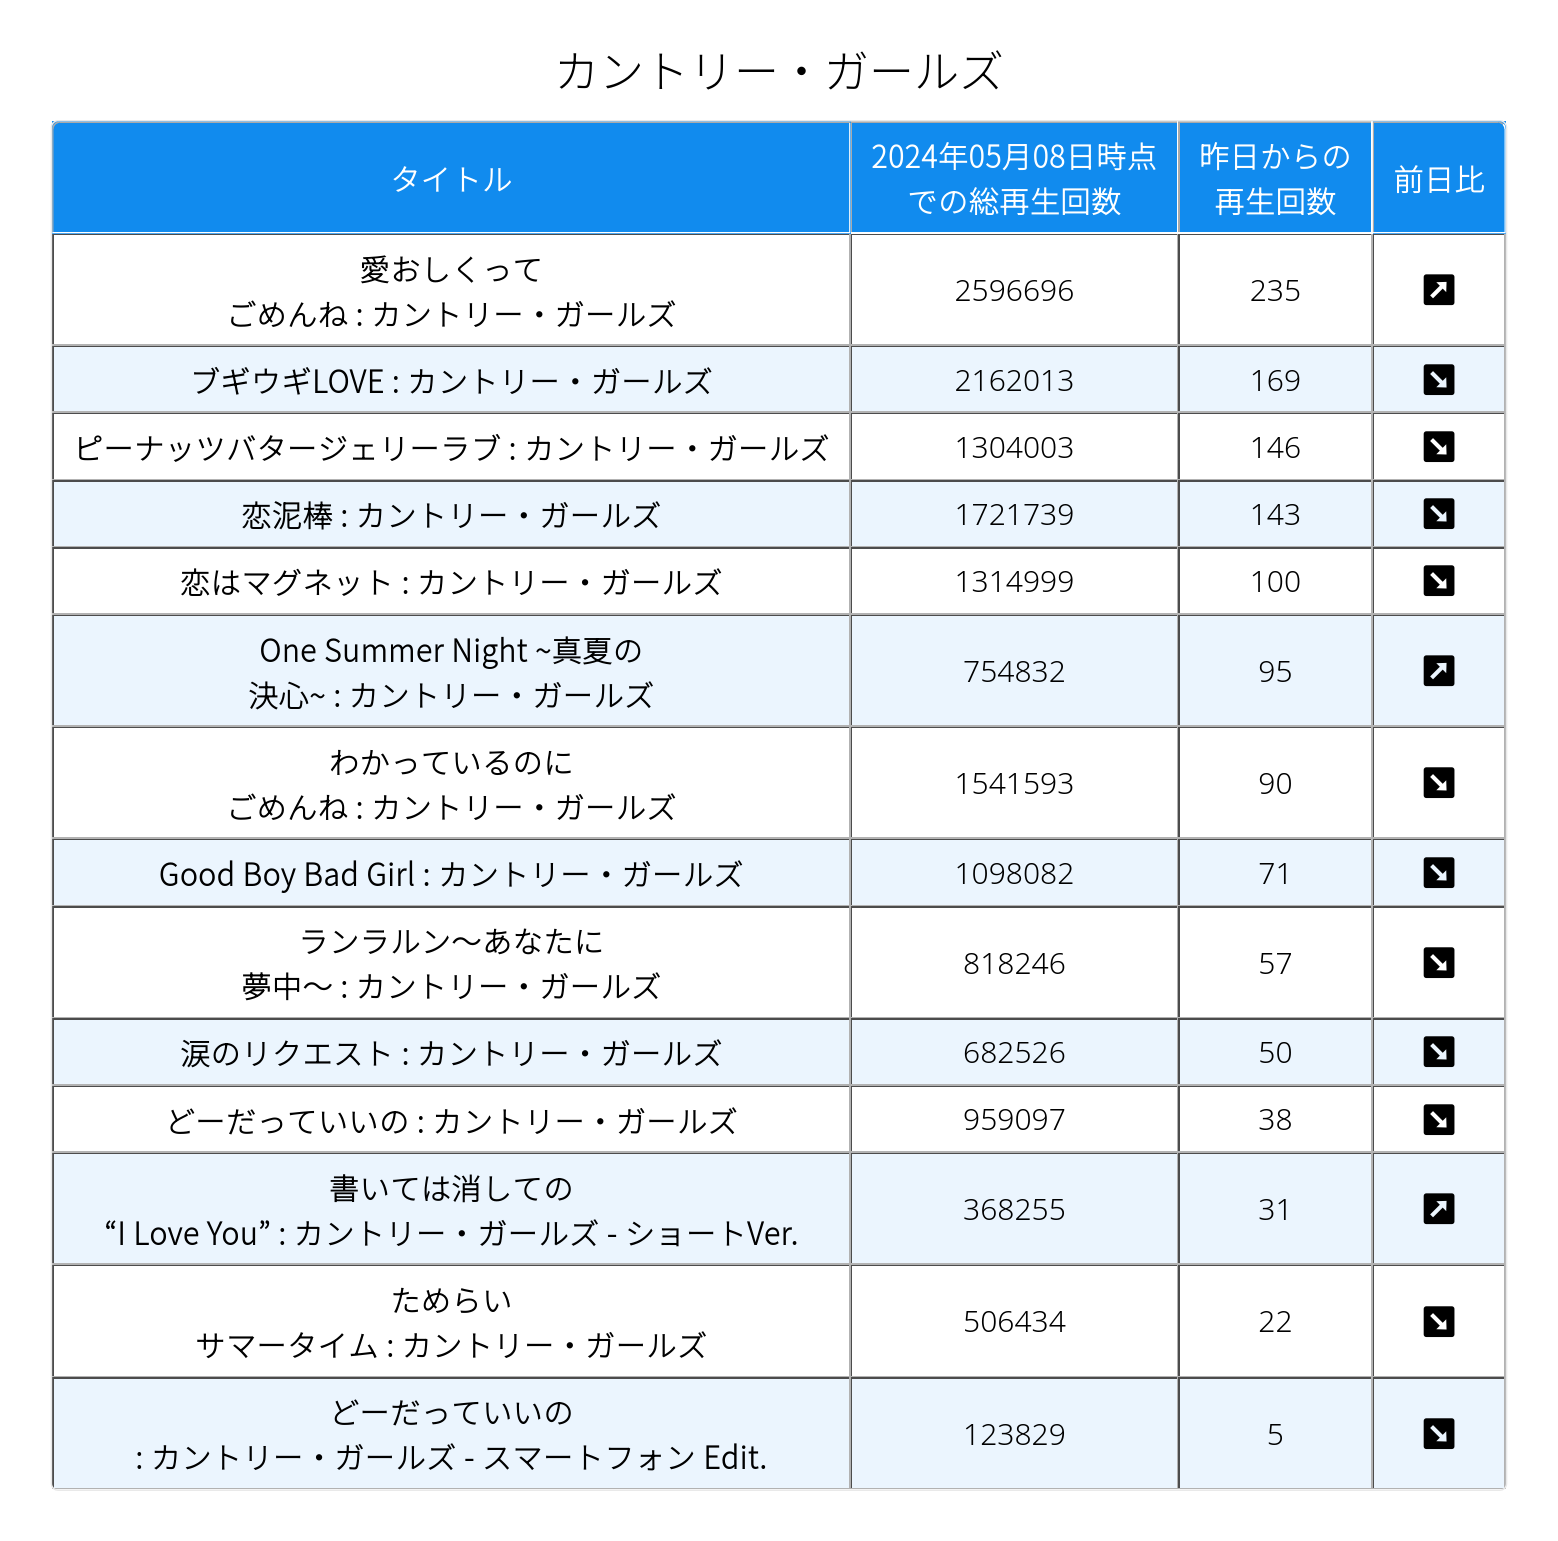 カントリー・ガールズ
タイトル
2024年05月08日時点
での総再生回数
昨日からの
再生回数
前日比
愛おしくって
ごめんね : カントリー・ガールズ
2596696
235
↗
ブギウギLOVE : カントリー・ガールズ
2162013
169
↘
ピーナッツバタージェリーラブ : カントリー・ガールズ
1304003
146
↘
恋泥棒 : カントリー・ガールズ
1721739
143
↘
恋はマグネット : カントリー・ガールズ
1314999
100
↘
One Summer Night ~真夏の
決心~ : カントリー・ガールズ
754832
95
↗
わかっているのに
ごめんね : カントリー・ガールズ
1541593
90
↘
Good Boy Bad Girl : カントリー・ガールズ
1098082
71
↘
ランラルン〜あなたに
夢中〜 : カントリー・ガールズ
818246
57
↘
涙のリクエスト : カントリー・ガールズ
682526
50
↘
どーだっていいの : カントリー・ガールズ
959097
38
↘
書いては消しての
“I Love You” : カントリー・ガールズ - ショートVer.
368255
31
↗
ためらい
サマータイム : カントリー・ガールズ
506434
22
↘
どーだっていいの
: カントリー・ガールズ - スマートフォン Edit.
123829
5
↘